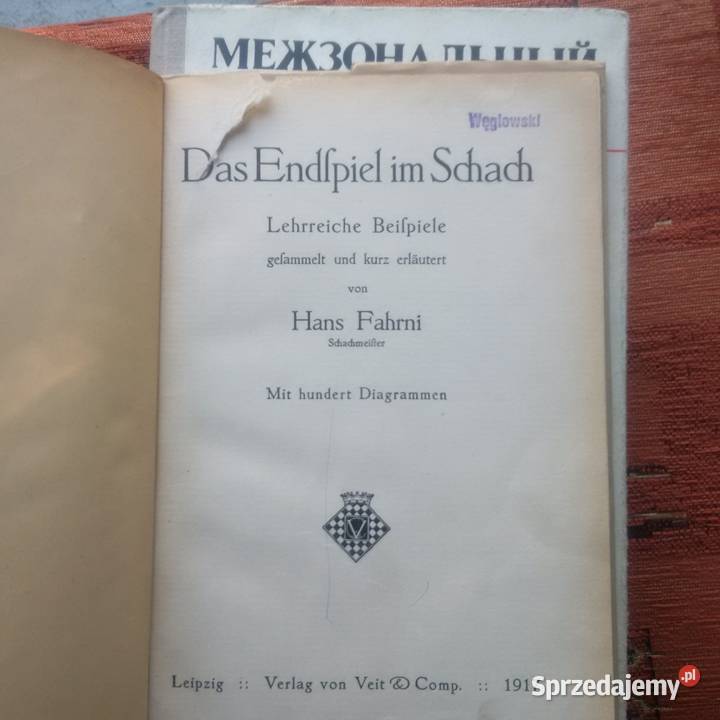 МЕЖЗОНАЛЬНЫЙ
Węglowski
Das Endſpiel im Schach
Lehrreiche Beiſpiele
geſammelt und kurz erläutert
von
Hans Fahrni
Schachmeiſter
Mit hundert Diagrammen
V
Leipzig :: Verlag von Veit & Comp. :: 191
Sprzedajemy.pl